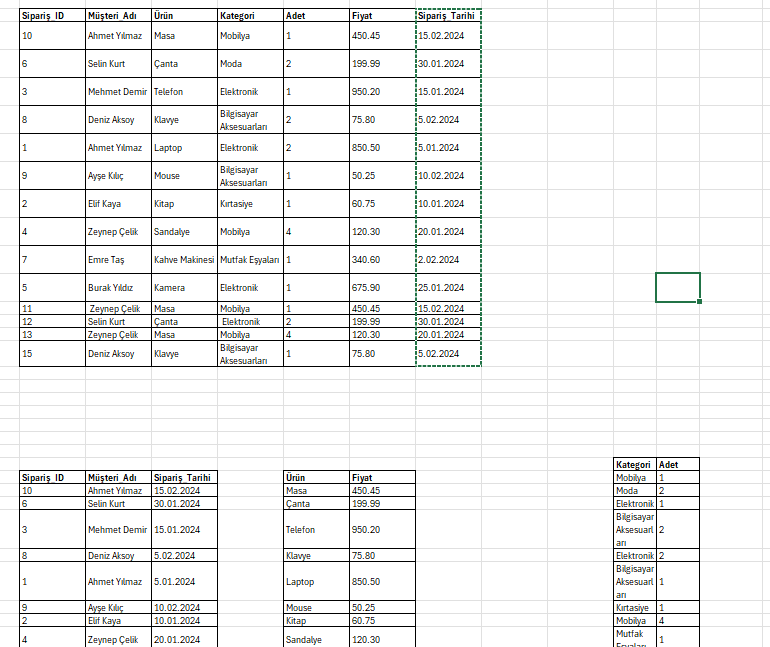 Sipariş_ID Müşteri_Adı Ürün Kategori Adet Fiyat Sipariş_Tarihi
10 Ahmet Yılmaz Masa Mobilya 1 450.45 15.02.2024
6 Selin Kurt Çanta Moda 2 199.99 30.01.2024
3 Mehmet Demir Telefon Elektronik 1 950.20 15.01.2024
8 Deniz Aksoy Klavye Bilgisayar Aksesuarları 2 75.80 5.02.2024
1 Ahmet Yılmaz Laptop Elektronik 2 850.50 5.01.2024
9 Ayşe Kılıç Mouse Bilgisayar Aksesuarları 1 50.25 10.02.2024
2 Elif Kaya Kitap Kırtasiye 1 60.75 10.01.2024
4 Zeynep Çelik Sandalye Mobilya 4 120.30 20.01.2024
7 Emre Taş Kahve Makinesi Mutfak Eşyaları 1 340.60 2.02.2024
5 Burak Yıldız Kamera Elektronik 1 675.90 25.01.2024
11 Zeynep Çelik Masa Mobilya 1 450.45 15.02.2024
12 Selin Kurt Çanta Elektronik 2 199.99 30.01.2024
13 Zeynep Çelik Masa Mobilya 4 120.30 20.01.2024
15 Deniz Aksoy Klavye Bilgisayar Aksesuarları 1 75.80 5.02.2024
Sipariş_ID Müşteri_Adı Sipariş_Tarihi
10 Ahmet Yılmaz 15.02.2024
6 Selin Kurt 30.01.2024
3 Mehmet Demir 15.01.2024
8 Deniz Aksoy 5.02.2024
1 Ahmet Yılmaz 5.01.2024
9 Ayşe Kılıç 10.02.2024
2 Elif Kaya 10.01.2024
4 Zeynep Çelik 20.01.2024
Ürün Fiyat
Masa 450.45
Çanta 199.99
Telefon 950.20
Klavye 75.80
Laptop 850.50
Mouse 50.25
Kitap 60.75
Sandalye 120.30
Kategori Adet
Mobilya 1
Moda 2
Elektronik 1
Bilgisayar
Aksesuarl
arı 2
Elektronik 2
Bilgisayar
Aksesuarl
arı 1
Kırtasiye 1
Mobilya 4
Mutfak
Eşyaları 1